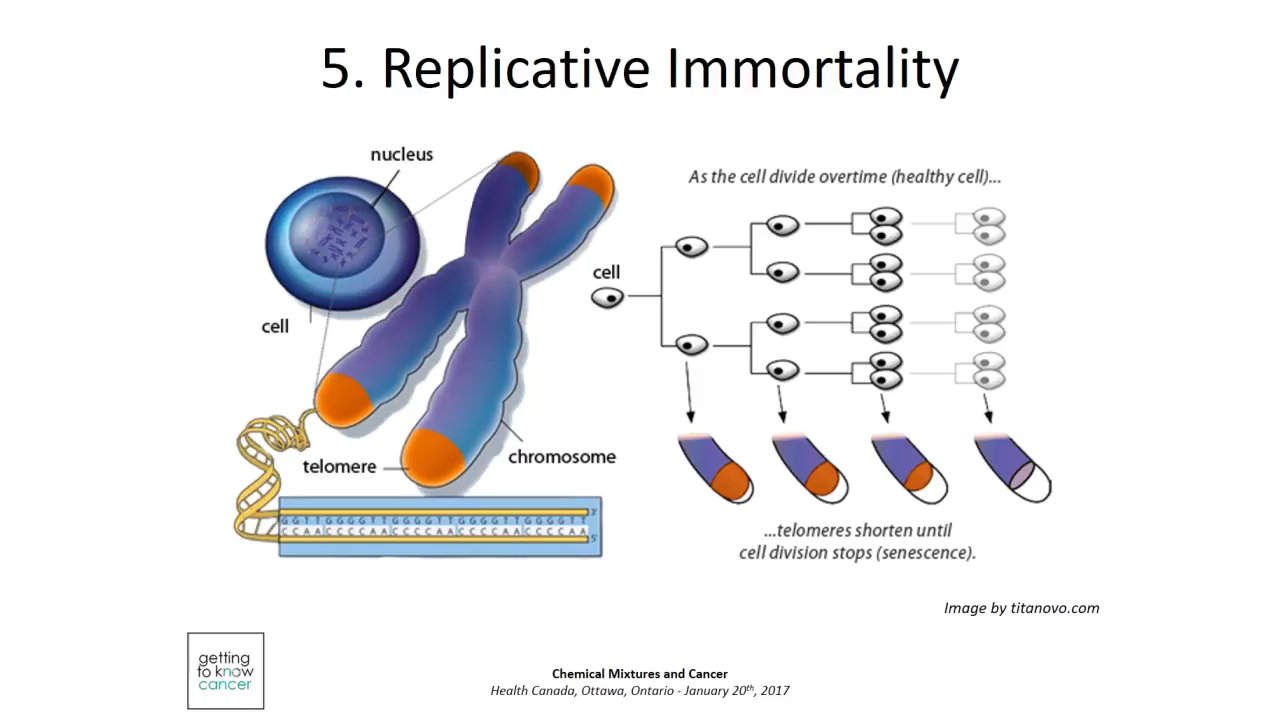 5. Replicative Immortality
nucleus
As the cell divide overtime (healthy cell)...
cell
cell
telomere
chromosome
3'
G G T T G G G G T T G G G G T T G G G G T T G G G G T T
C C A A C C C C A A C C C C A A C C C C A A C C C C A A
5'
...telomeres shorten until
cell division stops (senescence).
Image by titanovo.com
getting
to know
cancer
Chemical Mixtures and Cancer
Health Canada, Ottawa, Ontario - January 20th, 2017